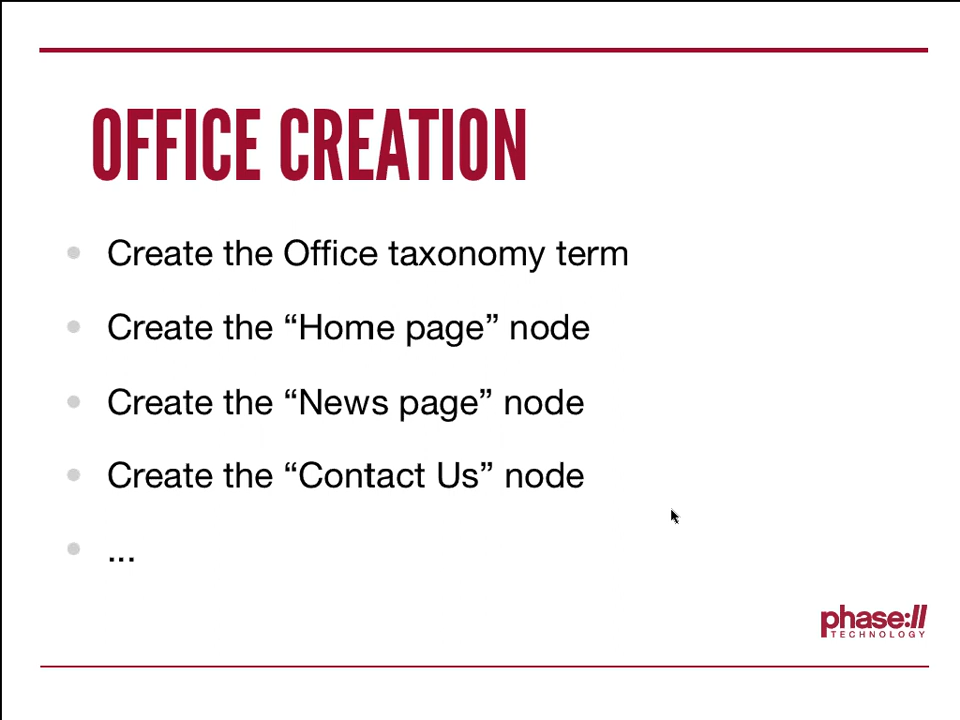 OFFICE CREATION
Create the Office taxonomy term
Create the “Home page” node
Create the “News page” node
Create the “Contact Us” node
...
phase:ll
TECHNOLOGY